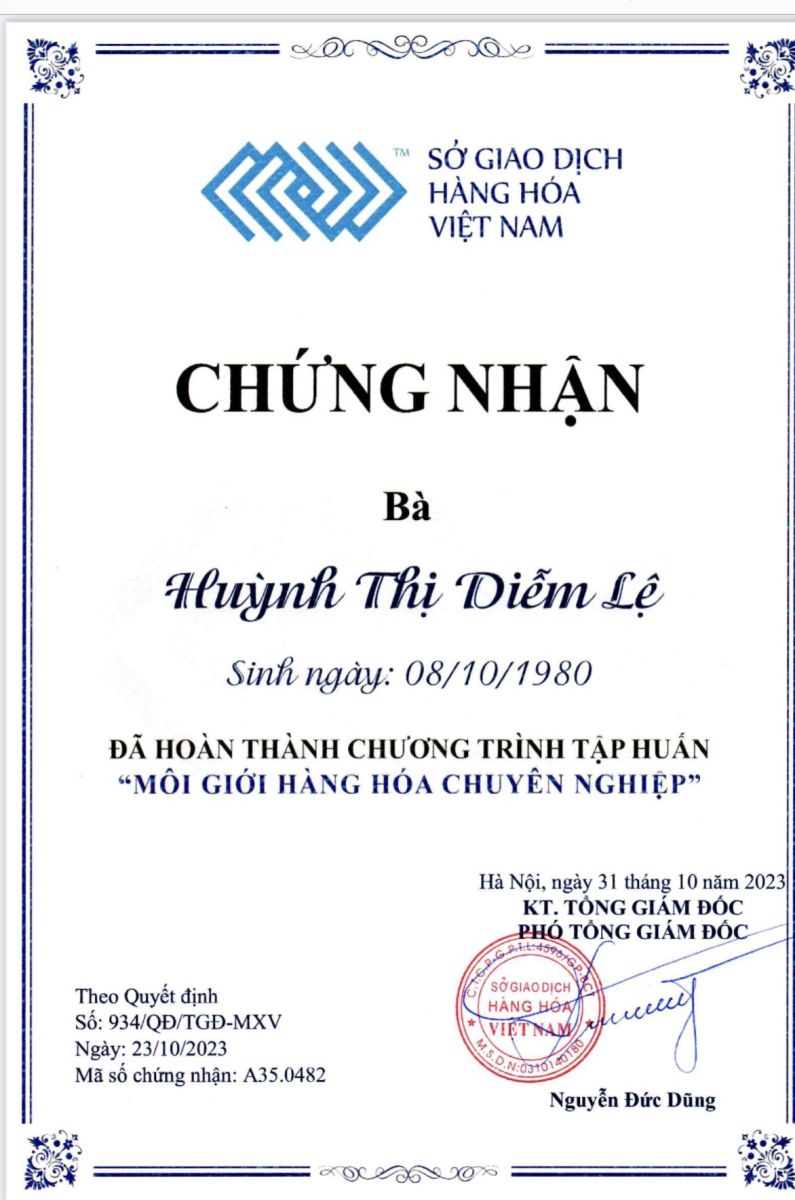 SỞ GIAO DỊCH
HÀNG HÓA
VIỆT NAM
TM
CHỨNG NHẬN
Bà
Huỳnh Thị Diễm Lệ
Sinh ngày: 08/10/1980
ĐÃ HOÀN THÀNH CHƯƠNG TRÌNH TẬP HUẤN
“MÔI GIỚI HÀNG HÓA CHUYÊN NGHIỆP”
Hà Nội, ngày 31 tháng 10 năm 2023
KT. TỔNG GIÁM ĐỐC
PHÓ TỔNG GIÁM ĐỐC
C.T.C.P-G.P.T.L:4596/GP-BCT
SỞ GIAO DỊCH
HÀNG HÓA
VIỆT NAM
M.S.D.N:0310140180
Theo Quyết định
Số: 934/QĐ/TGĐ-MXV
Ngày: 23/10/2023
Mã số chứng nhận: A35.0482
Nguyễn Đức Dũng